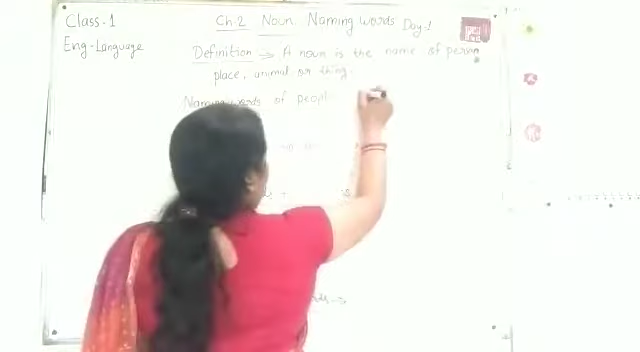 Class-1
Ch-2 Noun Naming words Day-1
Eng-Language
Definition → A noun is the name of person
place, animal or thing.
Naming words of people